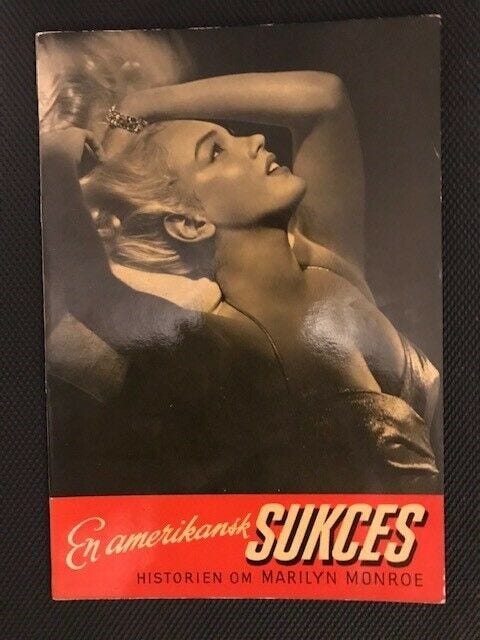 En amerikansk SUKCES
HISTORIEN OM MARILYN MONROE